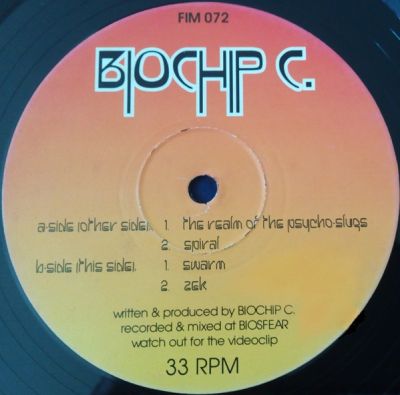 FIM 072
BIOCHIP C.
a-side (other side): 1. the realm of the psycho-slugs
2. spiral
b-side (this side): 1. swarm
2. zek
written & produced by BIOCHIP C.
recorded & mixed at BIOSFEAR
watch out for the videoclip
33 RPM